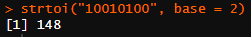 > strtoi("10010100", base = 2)
[1] 148